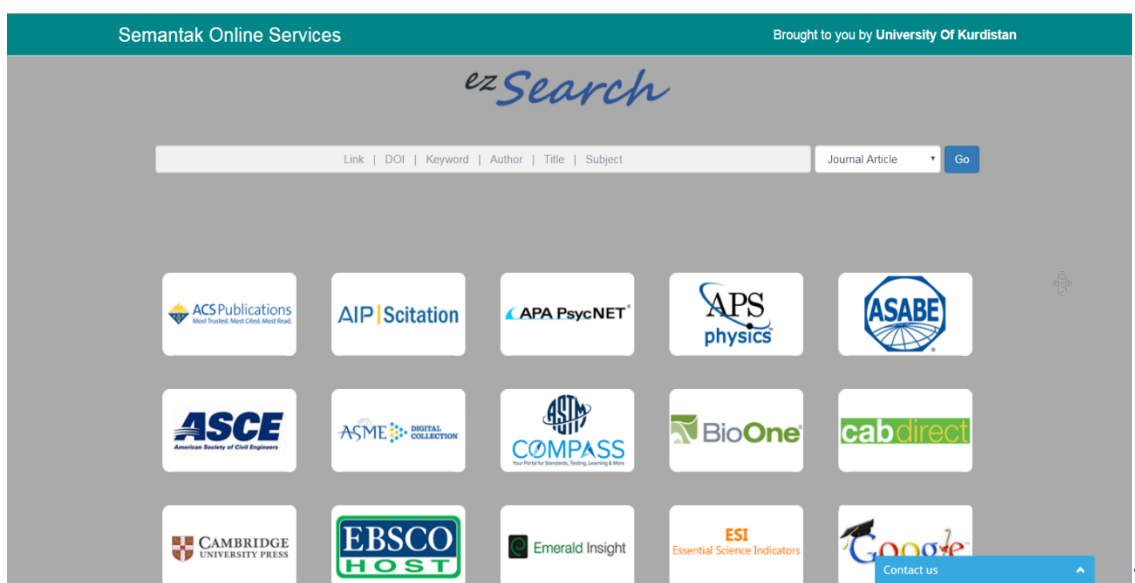 Semantak Online Services
Brought to you by University Of Kurdistan
ezSearch
Link | DOI | Keyword | Author | Title | Subject
Journal Article
Go
ACS Publications
Most Trusted. Most Cited. Most Read.
AIP Scitation
APA PsycNET
APS
physics
ASABE
ASCE
American Society of Civil Engineers
ASME DIGITAL
COLLECTION
ASTM
COMPASS
Your Portal for Standards, Testing, Learning & More
BioOne
cabdirect
CAMBRIDGE
UNIVERSITY PRESS
EBSCO
HOST
Emerald Insight
ESI
Essential Science Indicators
Google
Contact us